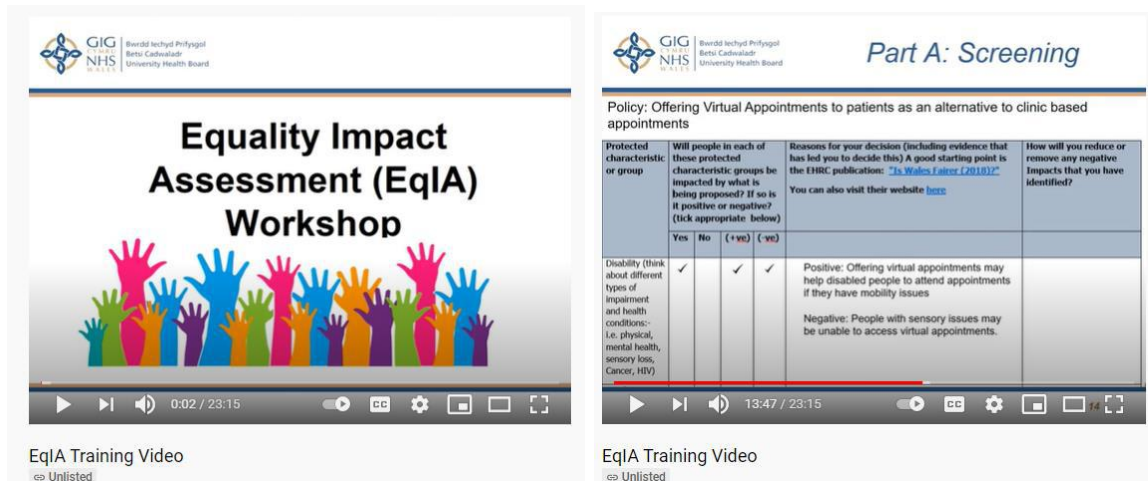 GIG
CYMRU
NHS
WALES
Bwrdd Iechyd Prifysgol
Betsi Cadwaladr
University Health Board
Equality Impact
Assessment (EqIA)
Workshop
0:02 / 23:15
CC
EqIA Training Video
Unlisted
GIG
CYMRU
NHS
WALES
Bwrdd Iechyd Prifysgol
Betsi Cadwaladr
University Health Board
Part A: Screening
Policy: Offering Virtual Appointments to patients as an alternative to clinic based
appointments
Protected
characteristic
or group
Will people in each of
these protected
characteristic groups be
impacted by what is
being proposed? If so is
it positive or negative?
(tick appropriate below)
Reasons for your decision (including evidence that
has led you to decide this) A good starting point is
the EHRC publication: "Is Wales Fairer (2018)?"
You can also visit their website here
How will you reduce or
remove any negative
Impacts that you have
identified?
Yes No (+ve) (-ve)
Disability (think
about different
types of
impairment
and health
conditions:-
i.e. physical,
mental health,
sensory loss,
Cancer, HIV)
✓ ✓ ✓
Positive: Offering virtual appointments may
help disabled people to attend appointments
if they have mobility issues
Negative: People with sensory issues may
be unable to access virtual appointments.
13:47 / 23:15
CC
14
EqIA Training Video
Unlisted